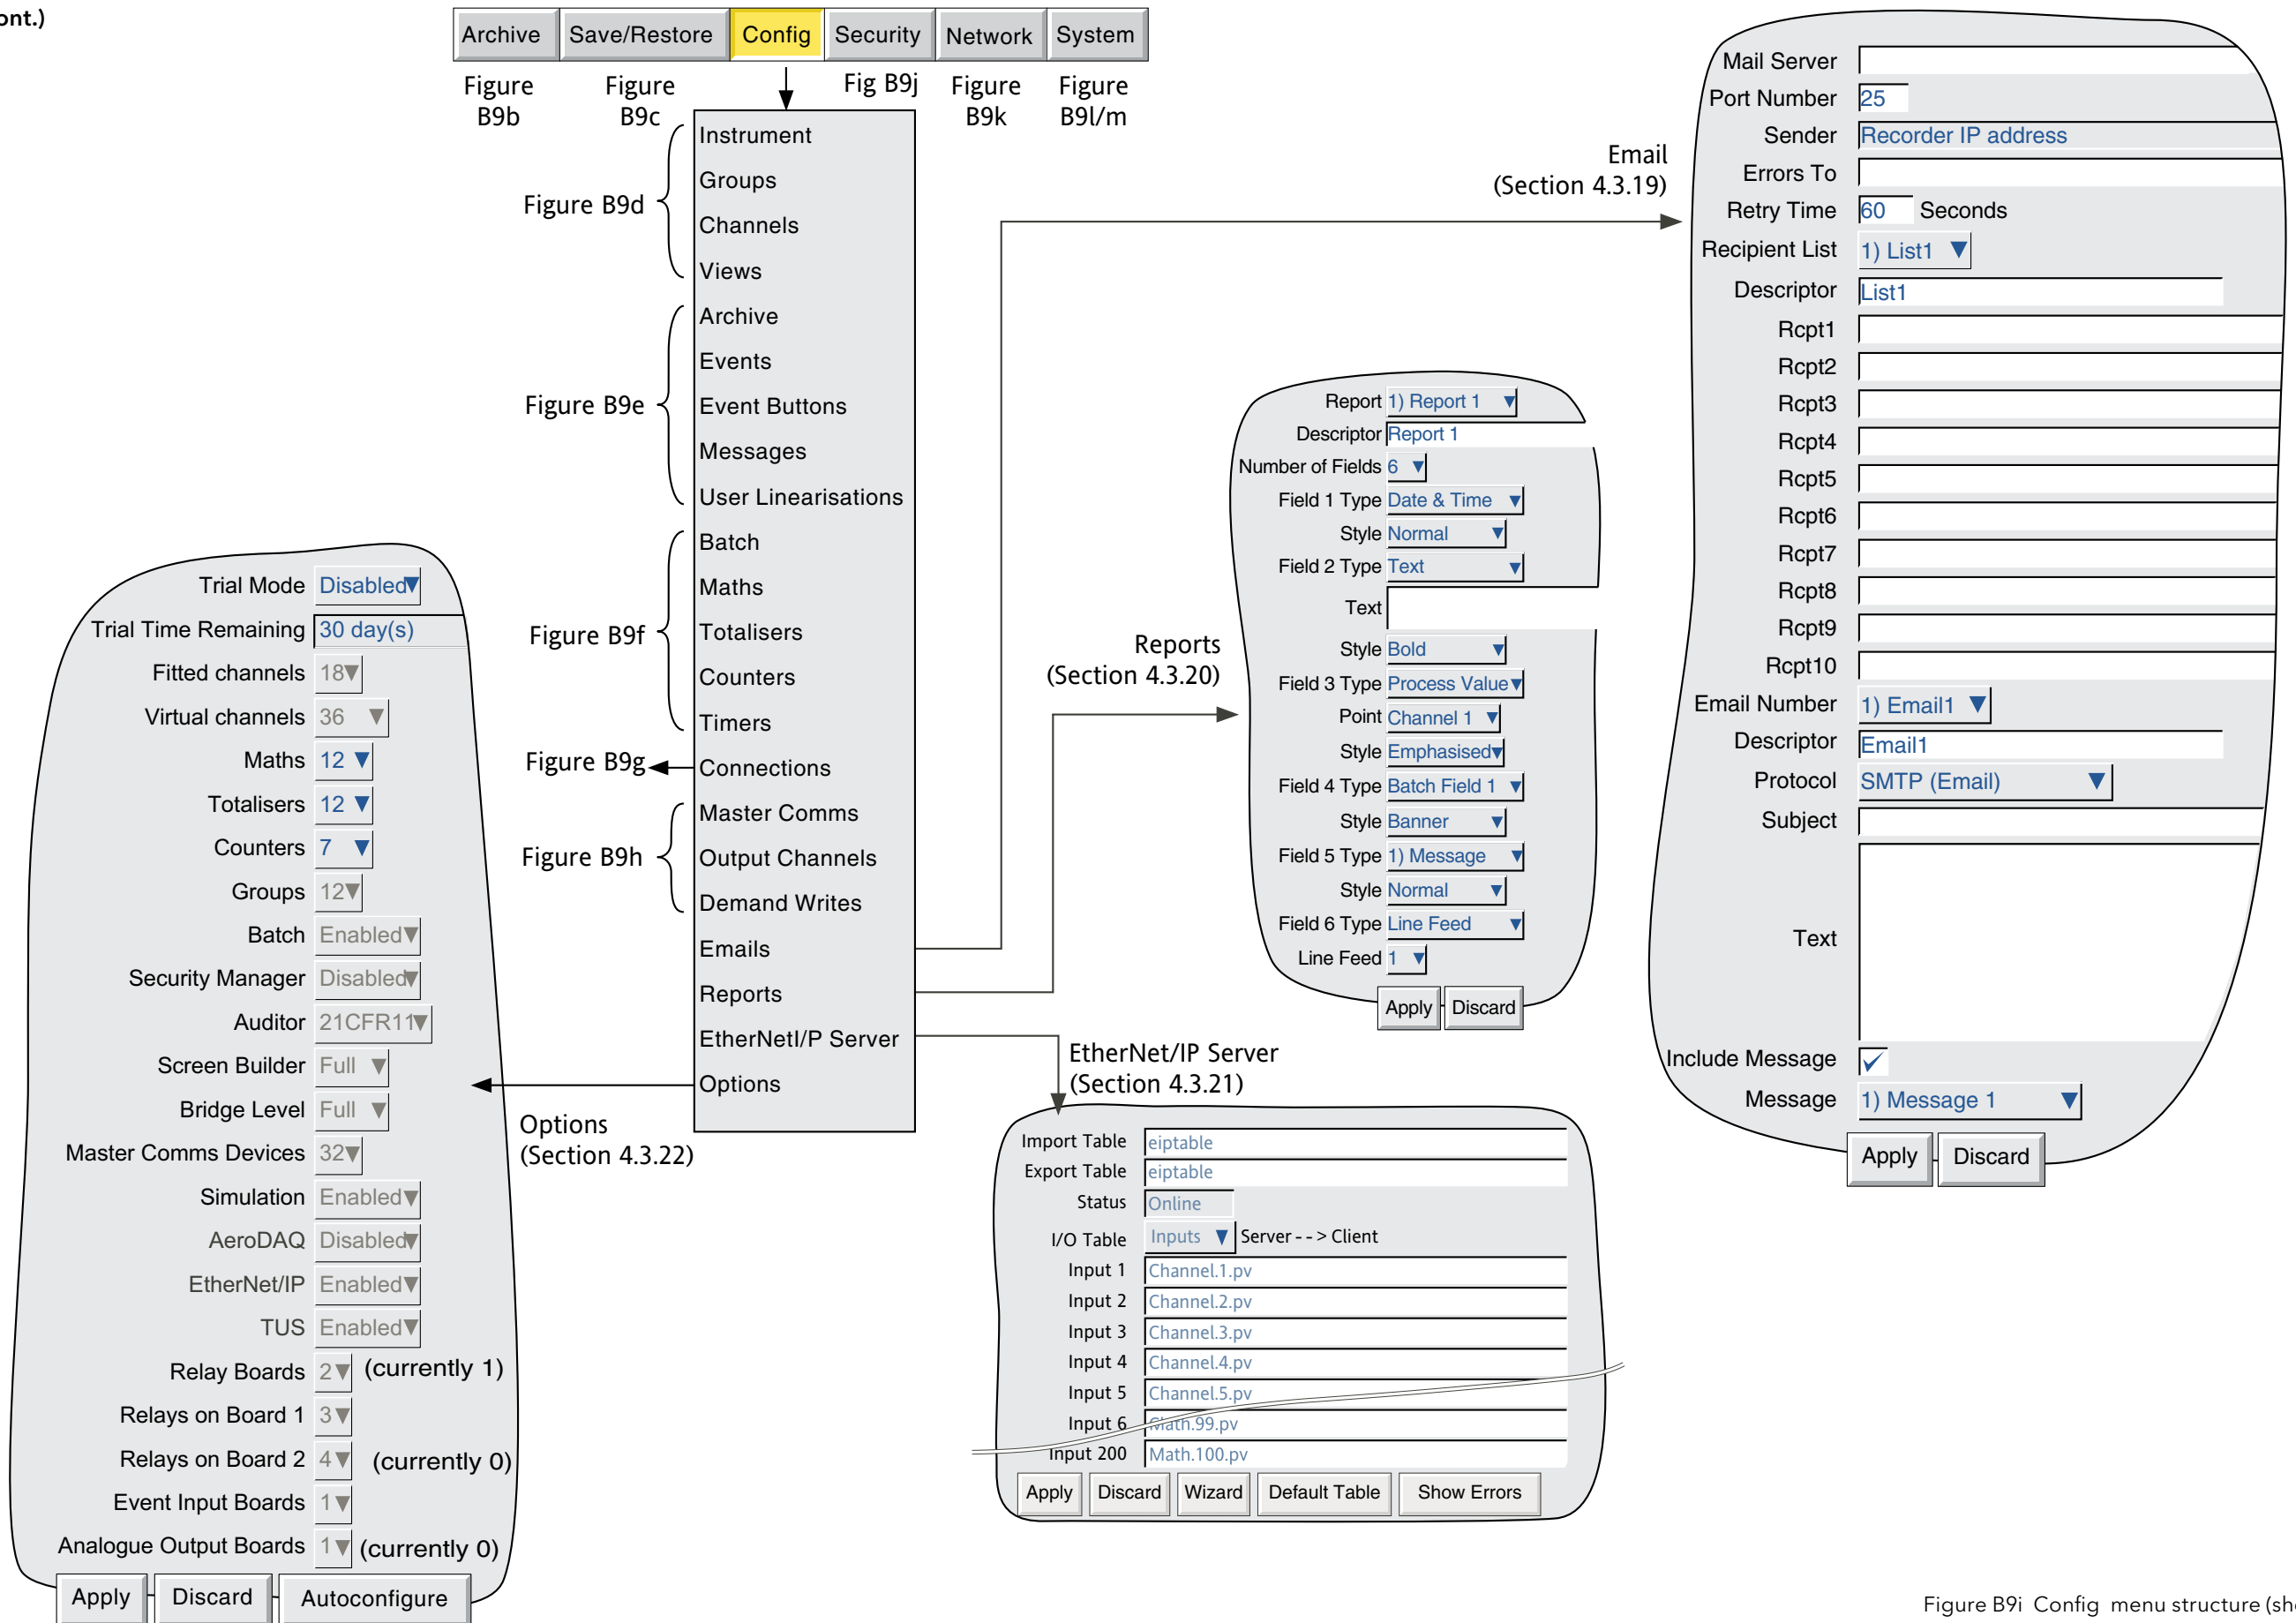 ont.)
Archive Save/Restore Config Security Network System
Figure B9b
Figure B9c
Fig B9j
Figure B9k
Figure B9l/m
Instrument
Groups
Channels
Views
Archive
Events
Event Buttons
Messages
User Linearisations
Batch
Maths
Totalisers
Counters
Timers
Connections
Master Comms
Output Channels
Demand Writes
Emails
Reports
EtherNetI/P Server
Options
Figure B9d
Figure B9e
Figure B9f
Figure B9g
Figure B9h
Options
(Section 4.3.22)
Trial Mode Disabled
Trial Time Remaining 30 day(s)
Fitted channels 18
Virtual channels 36
Maths 12
Totalisers 12
Counters 7
Groups 12
Batch Enabled
Security Manager Disabled
Auditor 21CFR11
Screen Builder Full
Bridge Level Full
Master Comms Devices 32
Simulation Enabled
AeroDAQ Disabled
EtherNet/IP Enabled
TUS Enabled
Relay Boards 2 (currently 1)
Relays on Board 1 3
Relays on Board 2 4 (currently 0)
Event Input Boards 1
Analogue Output Boards 1 (currently 0)
Apply Discard Autoconfigure
Reports
(Section 4.3.20)
Report 1) Report 1
Descriptor Report 1
Number of Fields 6
Field 1 Type Date & Time
Style Normal
Field 2 Type Text
Text
Style Bold
Field 3 Type Process Value
Point Channel 1
Style Emphasised
Field 4 Type Batch Field 1
Style Banner
Field 5 Type 1) Message
Style Normal
Field 6 Type Line Feed
Line Feed 1
Apply Discard
EtherNet/IP Server
(Section 4.3.21)
Import Table eiptable
Export Table eiptable
Status Online
I/O Table Inputs Server - - > Client
Input 1 Channel.1.pv
Input 2 Channel.2.pv
Input 3 Channel.3.pv
Input 4 Channel.4.pv
Input 5 Channel.5.pv
Input 6 Math.99.pv
Input 200 Math.100.pv
Apply Discard Wizard Default Table Show Errors
Email
(Section 4.3.19)
Mail Server
Port Number 25
Sender Recorder IP address
Errors To
Retry Time 60 Seconds
Recipient List 1) List1
Descriptor List1
Rcpt1
Rcpt2
Rcpt3
Rcpt4
Rcpt5
Rcpt6
Rcpt7
Rcpt8
Rcpt9
Rcpt10
Email Number 1) Email1
Descriptor Email1
Protocol SMTP (Email)
Subject
Text
Include Message
Message 1) Message 1
Apply Discard
Figure B9i Config menu structure (she